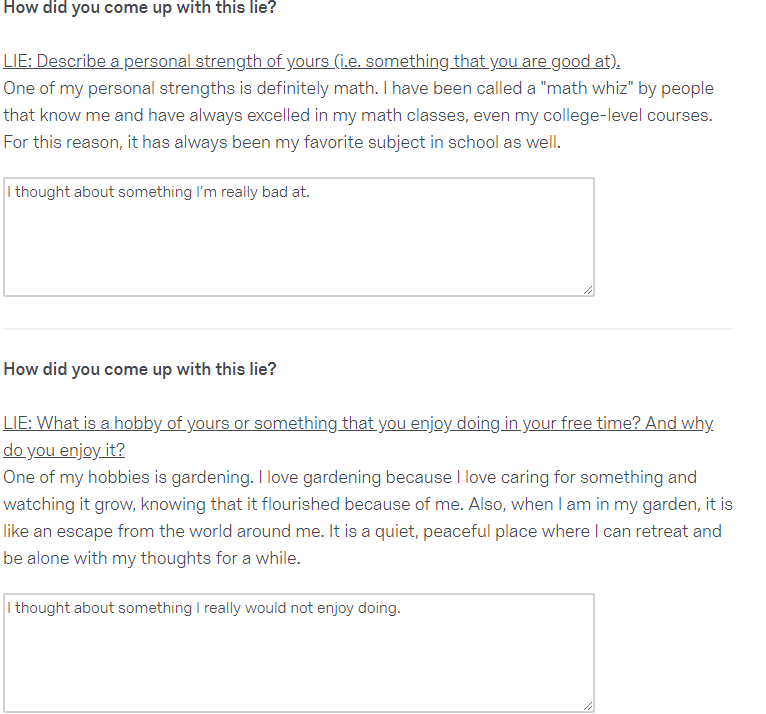 How did you come up with this lie?
LIE: Describe a personal strength of yours (i.e. something that you are good at).
One of my personal strengths is definitely math. I have been called a "math whiz" by people
that know me and have always excelled in my math classes, even my college-level courses.
For this reason, it has always been my favorite subject in school as well.
I thought about something I'm really bad at.
How did you come up with this lie?
LIE: What is a hobby of yours or something that you enjoy doing in your free time? And why
do you enjoy it?
One of my hobbies is gardening. I love gardening because I love caring for something and
watching it grow, knowing that it flourished because of me. Also, when I am in my garden, it is
like an escape from the world around me. It is a quiet, peaceful place where I can retreat and
be alone with my thoughts for a while.
I thought about something I really would not enjoy doing.